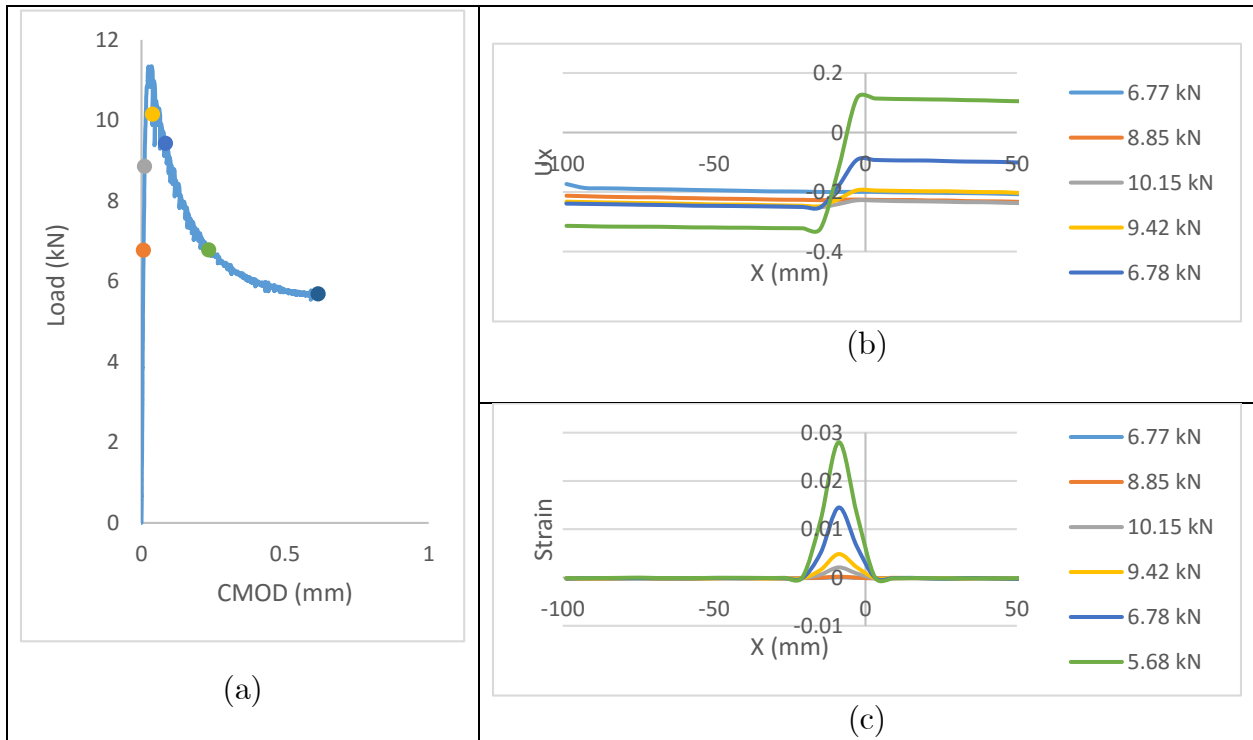 12
10
8
6
4
2
0
0
0.5
1
Load (kN)
CMOD (mm)
(a)
0.2
0
-0.2
-0.4
-100
-50
0
50
Ux
X (mm)
6.77 kN
8.85 kN
10.15 kN
9.42 kN
6.78 kN
(b)
0.03
0.02
0.01
0
-0.01
-100
-50
0
50
Strain
X (mm)
6.77 kN
8.85 kN
10.15 kN
9.42 kN
6.78 kN
5.68 kN
(c)